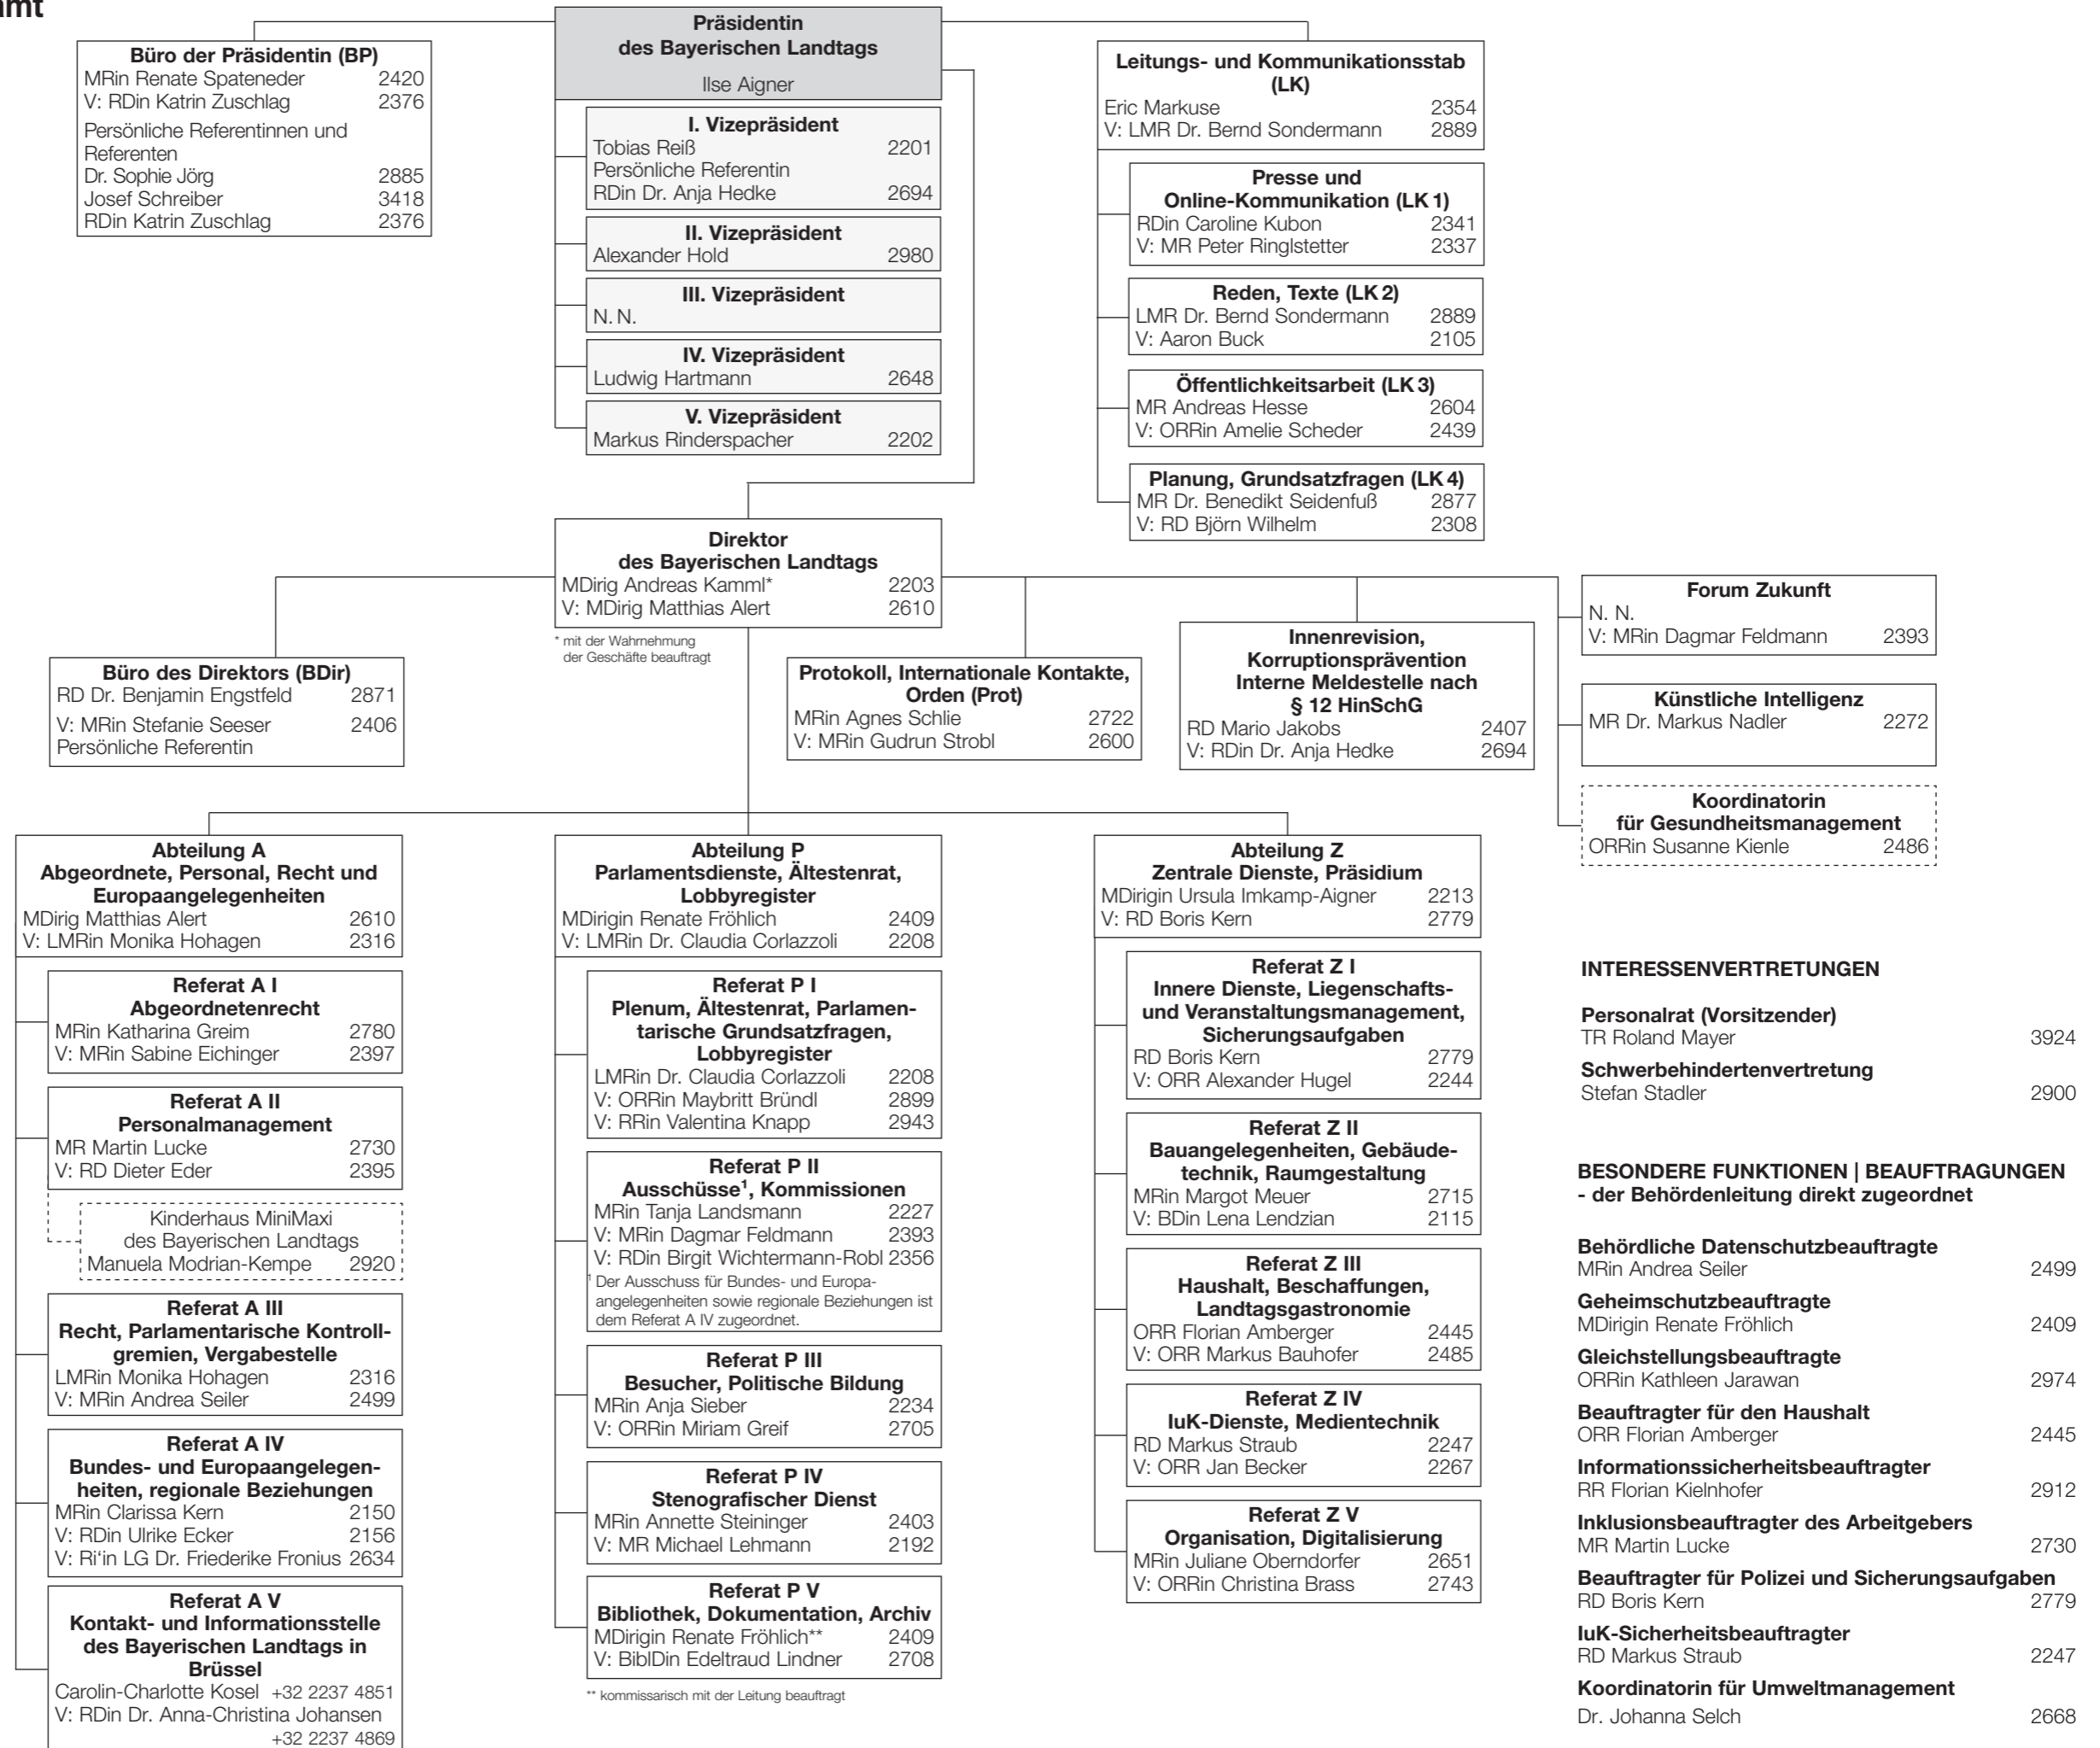 Präsidentin
des Bayerischen Landtags
Ilse Aigner
Büro der Präsidentin (BP)
MRin Renate Spateneder 2420
V: RDin Katrin Zuschlag 2376
Persönliche Referentinnen und
Referenten
Dr. Sophie Jörg 2885
Josef Schreiber 3418
RDin Katrin Zuschlag 2376
I. Vizepräsident
Tobias Reiß 2201
Persönliche Referentin
RDin Dr. Anja Hedke 2694
II. Vizepräsident
Alexander Hold 2980
III. Vizepräsident
N. N.
IV. Vizepräsident
Ludwig Hartmann 2648
V. Vizepräsident
Markus Rinderspacher 2202
Leitungs- und Kommunikationsstab
(LK)
Eric Markuse 2354
V: LMR Dr. Bernd Sondermann 2889
Presse und
Online-Kommunikation (LK 1)
RDin Caroline Kubon 2341
V: MR Peter Ringlstetter 2337
Reden, Texte (LK 2)
LMR Dr. Bernd Sondermann 2889
V: Aaron Buck 2105
Öffentlichkeitsarbeit (LK 3)
MR Andreas Hesse 2604
V: ORRin Amelie Scheder 2439
Planung, Grundsatzfragen (LK 4)
MR Dr. Benedikt Seidenfuß 2877
V: RD Björn Wilhelm 2308
Direktor
des Bayerischen Landtags
MDirig Andreas Kamml* 2203
V: MDirig Matthias Alert 2610
* mit der Wahrnehmung
der Geschäfte beauftragt
Büro des Direktors (BDir)
RD Dr. Benjamin Engstfeld 2871
V: MRin Stefanie Seeser 2406
Persönliche Referentin
Protokoll, Internationale Kontakte,
Orden (Prot)
MRin Agnes Schlie 2722
V: MRin Gudrun Strobl 2600
Innenrevision,
Korruptionsprävention
Interne Meldestelle nach
§ 12 HinSchG
RD Mario Jakobs 2407
V: RDin Dr. Anja Hedke 2694
Forum Zukunft
N. N.
V: MRin Dagmar Feldmann 2393
Künstliche Intelligenz
MR Dr. Markus Nadler 2272
Koordinatorin
für Gesundheitsmanagement
ORRin Susanne Kienle 2486
Abteilung A
Abgeordnete, Personal, Recht und
Europaangelegenheiten
MDirig Matthias Alert 2610
V: LMRin Monika Hohagen 2316
Referat A I
Abgeordnetenrecht
MRin Katharina Greim 2780
V: MRin Sabine Eichinger 2397
Referat A II
Personalmanagement
MR Martin Lucke 2730
V: RD Dieter Eder 2395
Kinderhaus MiniMaxi
des Bayerischen Landtags
Manuela Modrian-Kempe 2920
Referat A III
Recht, Parlamentarische Kontroll-
gremien, Vergabestelle
LMRin Monika Hohagen 2316
V: MRin Andrea Seiler 2499
Referat A IV
Bundes- und Europaangelegen-
heiten, regionale Beziehungen
MRin Clarissa Kern 2150
V: RDin Ulrike Ecker 2156
V: Ri‘in LG Dr. Friederike Fronius 2634
Referat A V
Kontakt- und Informationsstelle
des Bayerischen Landtags in
Brüssel
Carolin-Charlotte Kosel +32 2237 4851
V: RDin Dr. Anna-Christina Johansen
+32 2237 4869
Abteilung P
Parlamentsdienste, Ältestenrat,
Lobbyregister
MDirigin Renate Fröhlich 2409
V: LMRin Dr. Claudia Corlazzoli 2208
Referat P I
Plenum, Ältestenrat, Parlamen-
tarische Grundsatzfragen,
Lobbyregister
LMRin Dr. Claudia Corlazzoli 2208
V: ORRin Maybritt Bründl 2899
V: RRin Valentina Knapp 2943
Referat P II
Ausschüsse¹, Kommissionen
MRin Tanja Landsmann 2227
V: MRin Dagmar Feldmann 2393
V: RDin Birgit Wichtermann-Robl 2356
¹ Der Ausschuss für Bundes- und Europa-
angelegenheiten sowie regionale Beziehungen ist
dem Referat A IV zugeordnet.
Referat P III
Besucher, Politische Bildung
MRin Anja Sieber 2234
V: ORRin Miriam Greif 2705
Referat P IV
Stenografischer Dienst
MRin Annette Steininger 2403
V: MR Michael Lehmann 2192
Referat P V
Bibliothek, Dokumentation, Archiv
MDirigin Renate Fröhlich** 2409
V: BiblDin Edeltraud Lindner 2708
** kommissarisch mit der Leitung beauftragt
Abteilung Z
Zentrale Dienste, Präsidium
MDirigin Ursula Imkamp-Aigner 2213
V: RD Boris Kern 2779
Referat Z I
Innere Dienste, Liegenschafts-
und Veranstaltungsmanagement,
Sicherungsaufgaben
RD Boris Kern 2779
V: ORR Alexander Hugel 2244
Referat Z II
Bauangelegenheiten, Gebäude-
technik, Raumgestaltung
MRin Margot Meuer 2715
V: BDin Lena Lendzian 2115
Referat Z III
Haushalt, Beschaffungen,
Landtagsgastronomie
ORR Florian Amberger 2445
V: ORR Markus Bauhofer 2485
Referat Z IV
IuK-Dienste, Medientechnik
RD Markus Straub 2247
V: ORR Jan Becker 2267
Referat Z V
Organisation, Digitalisierung
MRin Juliane Oberndorfer 2651
V: ORRin Christina Brass 2743
INTERESSENVERTRETUNGEN
Personalrat (Vorsitzender)
TR Roland Mayer 3924
Schwerbehindertenvertretung
Stefan Stadler 2900
BESONDERE FUNKTIONEN | BEAUFTRAGUNGEN
- der Behördenleitung direkt zugeordnet
Behördliche Datenschutzbeauftragte
MRin Andrea Seiler 2499
Geheimschutzbeauftragte
MDirigin Renate Fröhlich 2409
Gleichstellungsbeauftragte
ORRin Kathleen Jarawan 2974
Beauftragter für den Haushalt
ORR Florian Amberger 2445
Informationssicherheitsbeauftragter
RR Florian Kielnhofer 2912
Inklusionsbeauftragter des Arbeitgebers
MR Martin Lucke 2730
Beauftragter für Polizei und Sicherungsaufgaben
RD Boris Kern 2779
IuK-Sicherheitsbeauftragter
RD Markus Straub 2247
Koordinatorin für Umweltmanagement
Dr. Johanna Selch 2668